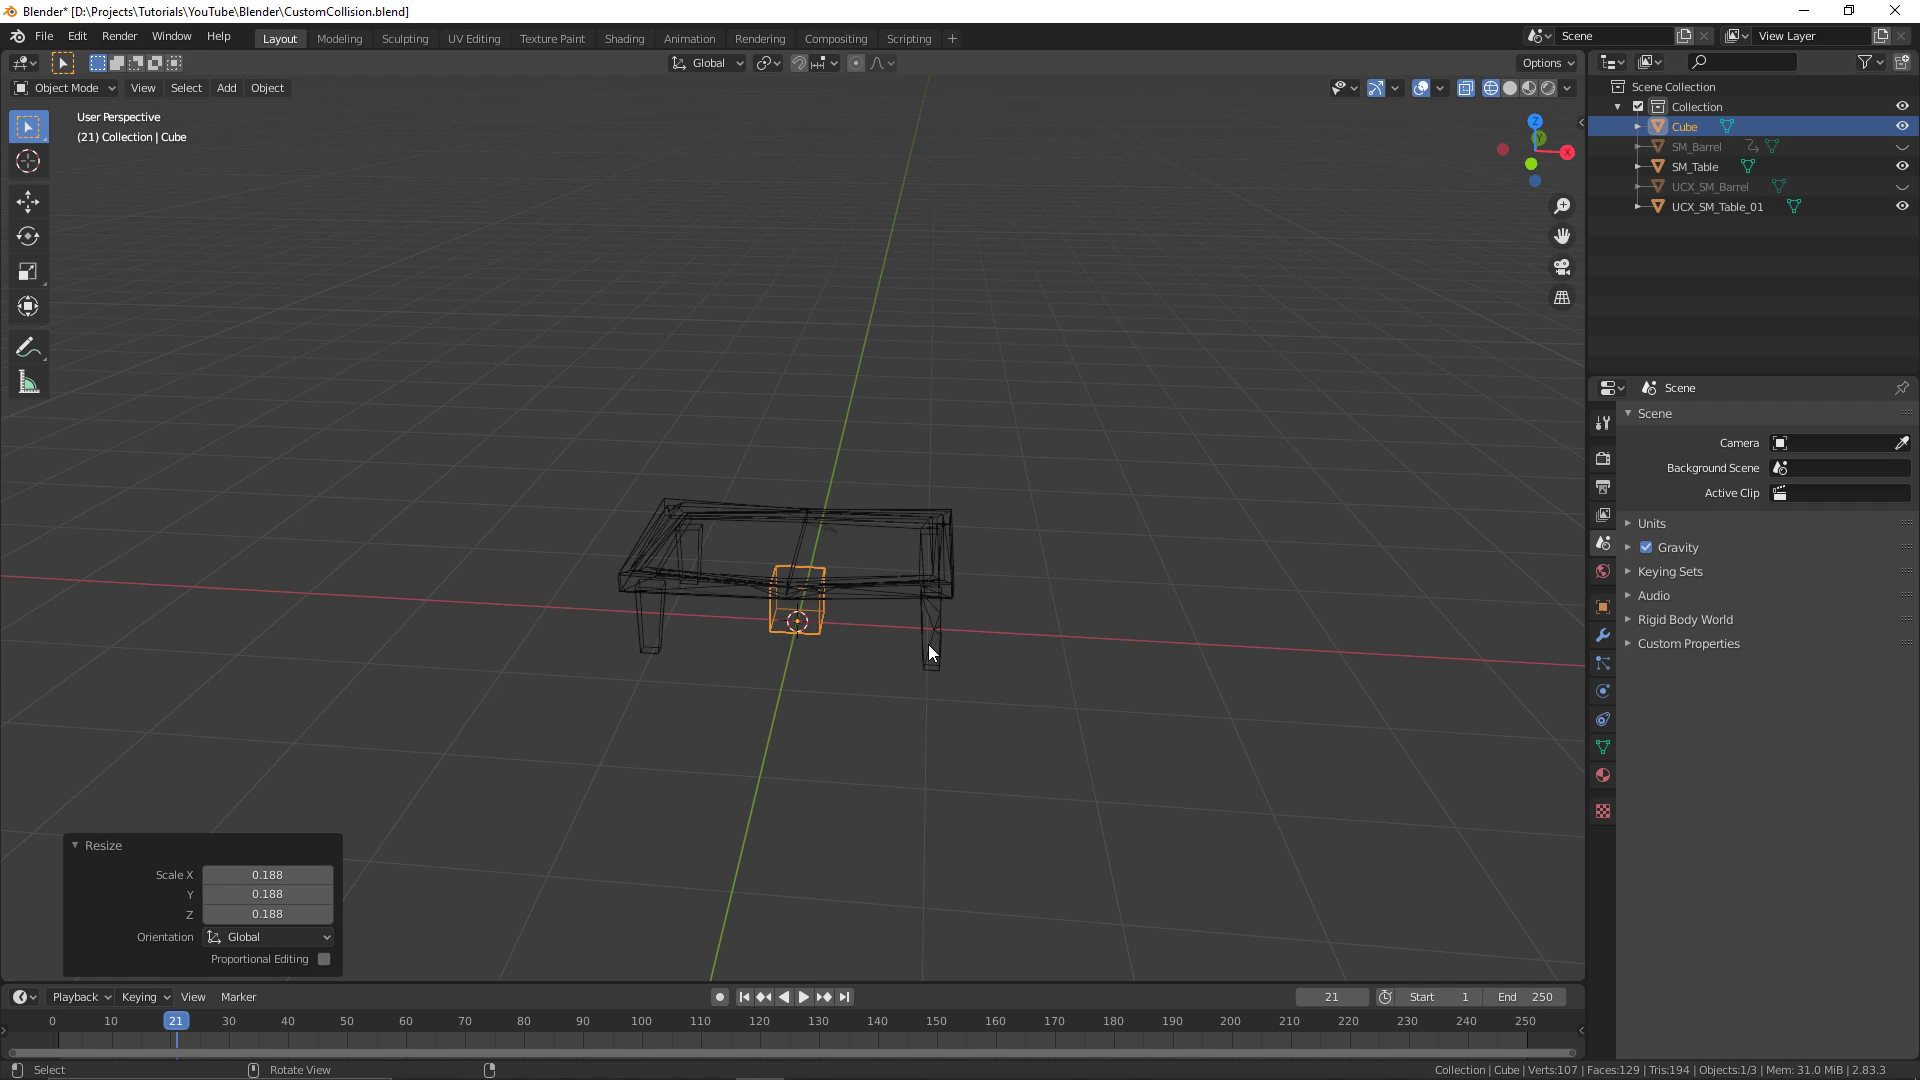 Blender* [D:\Projects\Tutorials\YouTube\Blender\CustomCollision.blend]
File Edit Render Window Help Layout Modeling Sculpting UV Editing Texture Paint Shading Animation Rendering Compositing Scripting + Scene View Layer
Global Options
Object Mode View Select Add Object
User Perspective
(21) Collection | Cube
Z
Y
X
Scene Collection
Collection
Cube
SM_Barrel
SM_Table
UCX_SM_Barrel
UCX_SM_Table_01
Scene
Scene
Camera
Background Scene
Active Clip
Units
Gravity
Keying Sets
Audio
Rigid Body World
Custom Properties
Resize
Scale X 0.188
Y 0.188
Z 0.188
Orientation Global
Proportional Editing
Playback Keying View Marker 21 Start 1 End 250
0 10 21 30 40 50 60 70 80 90 100 110 120 130 140 150 160 170 180 190 200 210 220 230 240 250
Select Rotate View Collection | Cube | Verts:107 | Faces:129 | Tris:194 | Objects:1/3 | Mem: 31.0 MiB | 2.83.3